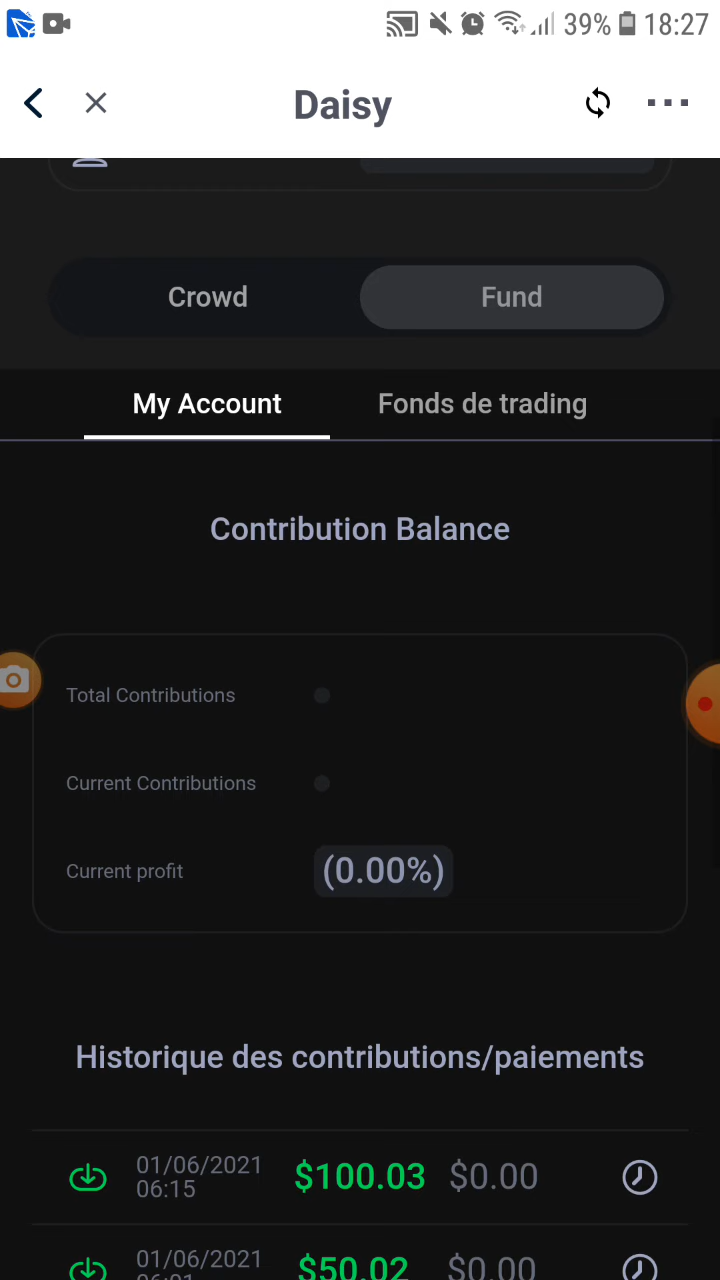 39% 18:27
Daisy
Crowd Fund
My Account Fonds de trading
Contribution Balance
Total Contributions
Current Contributions
Current profit (0.00%)
Historique des contributions/paiements
01/06/2021 $100.03 $0.00
06:15
01/06/2021 $50.02 $0.00